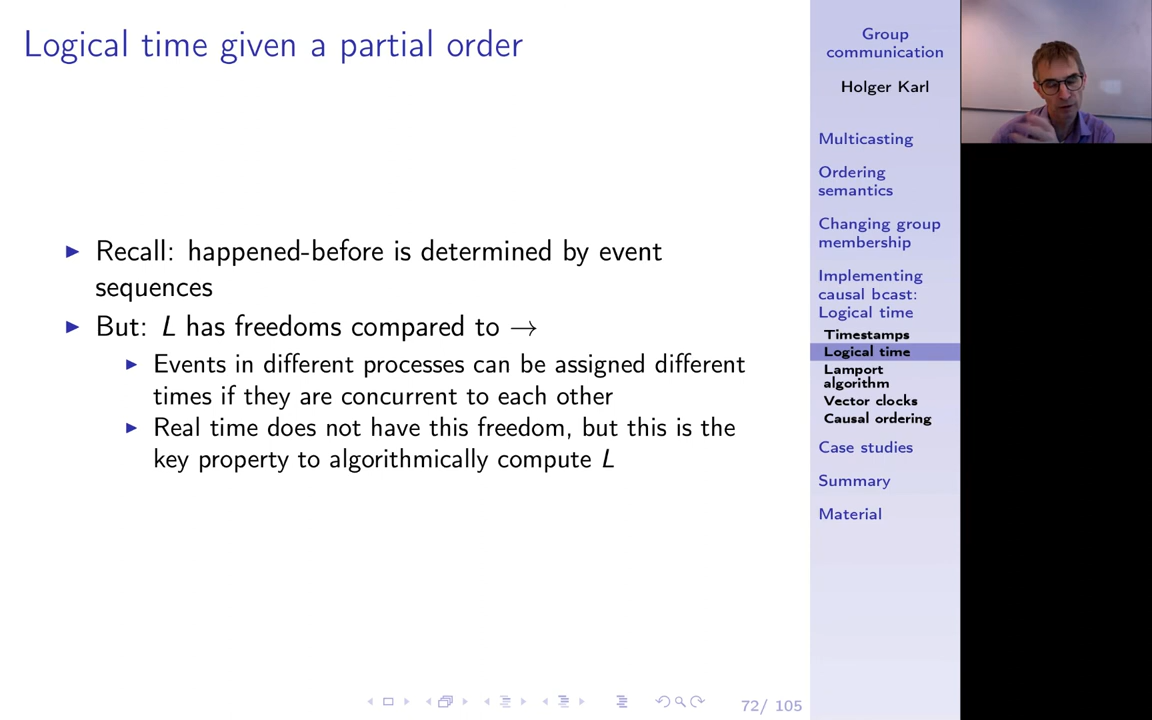 Logical time given a partial order
Recall: happened-before is determined by event
sequences
But: L has freedoms compared to →
Events in different processes can be assigned different
times if they are concurrent to each other
Real time does not have this freedom, but this is the
key property to algorithmically compute L
72/ 105
Group
communication
Holger Karl
Multicasting
Ordering
semantics
Changing group
membership
Implementing
causal bcast:
Logical time
Timestamps
Logical time
Lamport
algorithm
Vector clocks
Causal ordering
Case studies
Summary
Material